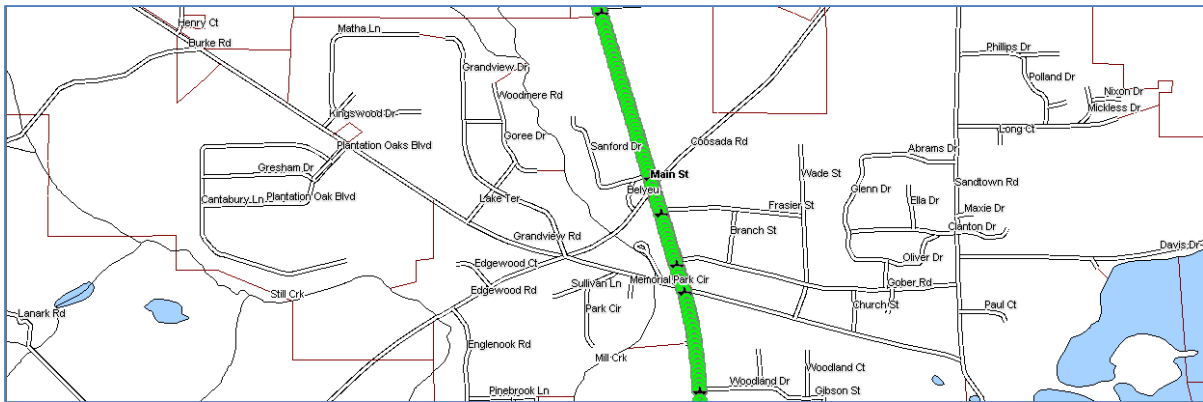 Henry Ct
Matha Ln
Burke Rd
Phillips Dr
Grandview Dr
Polland Dr
Woodmere Rd
Nixon Dr
Mickless Dr
Kingswood Dr
Long Ct
Goree Dr
Plantation Oaks Blvd
Sanford Dr
Coosada Rd
Abrams Dr
Gresham Dr
Main St
Wade St
Sandtown Rd
Belyeu
Glenn Dr
Cantabury Ln
Plantation Oak Blvd
Lake Ter
Ella Dr
Frasier St
Maxie Dr
Branch St
Clanton Dr
Grandview Rd
Davis Dr
Edgewood Ct
Oliver Dr
Memorial Park Cir
Sullivan Ln
Gober Rd
Edgewood Rd
Still Crk
Church St
Paul Ct
Park Cir
Lanark Rd
Englenook Rd
Mill Crk
Woodland Ct
Woodland Dr
Pinebrook Ln
Gibson St